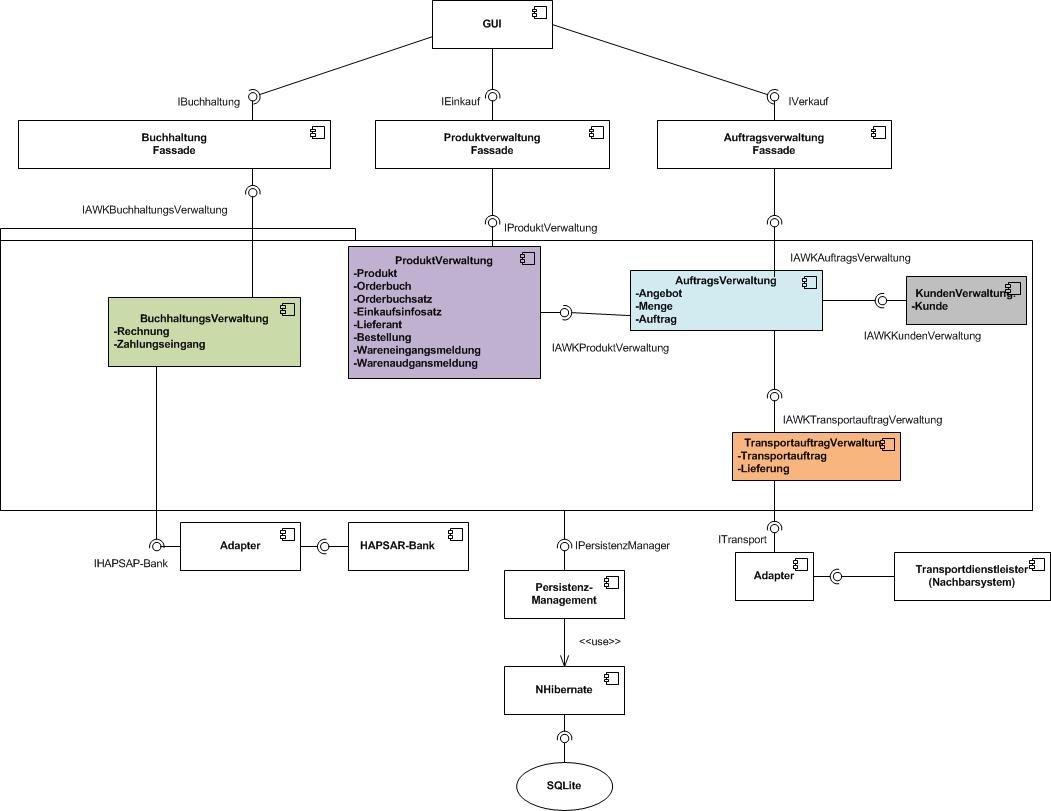 GUI
IBuchhaltung
IEinkauf
IVerkauf
Buchhaltung
Fassade
Produktverwaltung
Fassade
Auftragsverwaltung
Fassade
IAWKBuchhaltungsVerwaltung
IProduktVerwaltung
IAWKAuftragsVerwaltung
ProduktVerwaltung
-Produkt
-Orderbuch
-Orderbuchsatz
-Einkaufsinfosatz
-Lieferant
-Bestellung
-Wareneingangsmeldung
-Warenaudgansmeldung
AuftragsVerwaltung
-Angebot
-Menge
-Auftrag
KundenVerwaltung
-Kunde
BuchhaltungsVerwaltung
-Rechnung
-Zahlungseingang
IAWKProduktVerwaltung
IAWKKundenVerwaltung
IAWKTransportauftragVerwaltung
TransportauftragVerwaltung
-Transportauftrag
-Lieferung
IHAPSAP-Bank
Adapter
HAPSAR-Bank
IPersistenzManager
ITransport
Persistenz-
Management
Adapter
Transportdienstleister
(Nachbarsystem)
<<use>>
NHibernate
SQLite